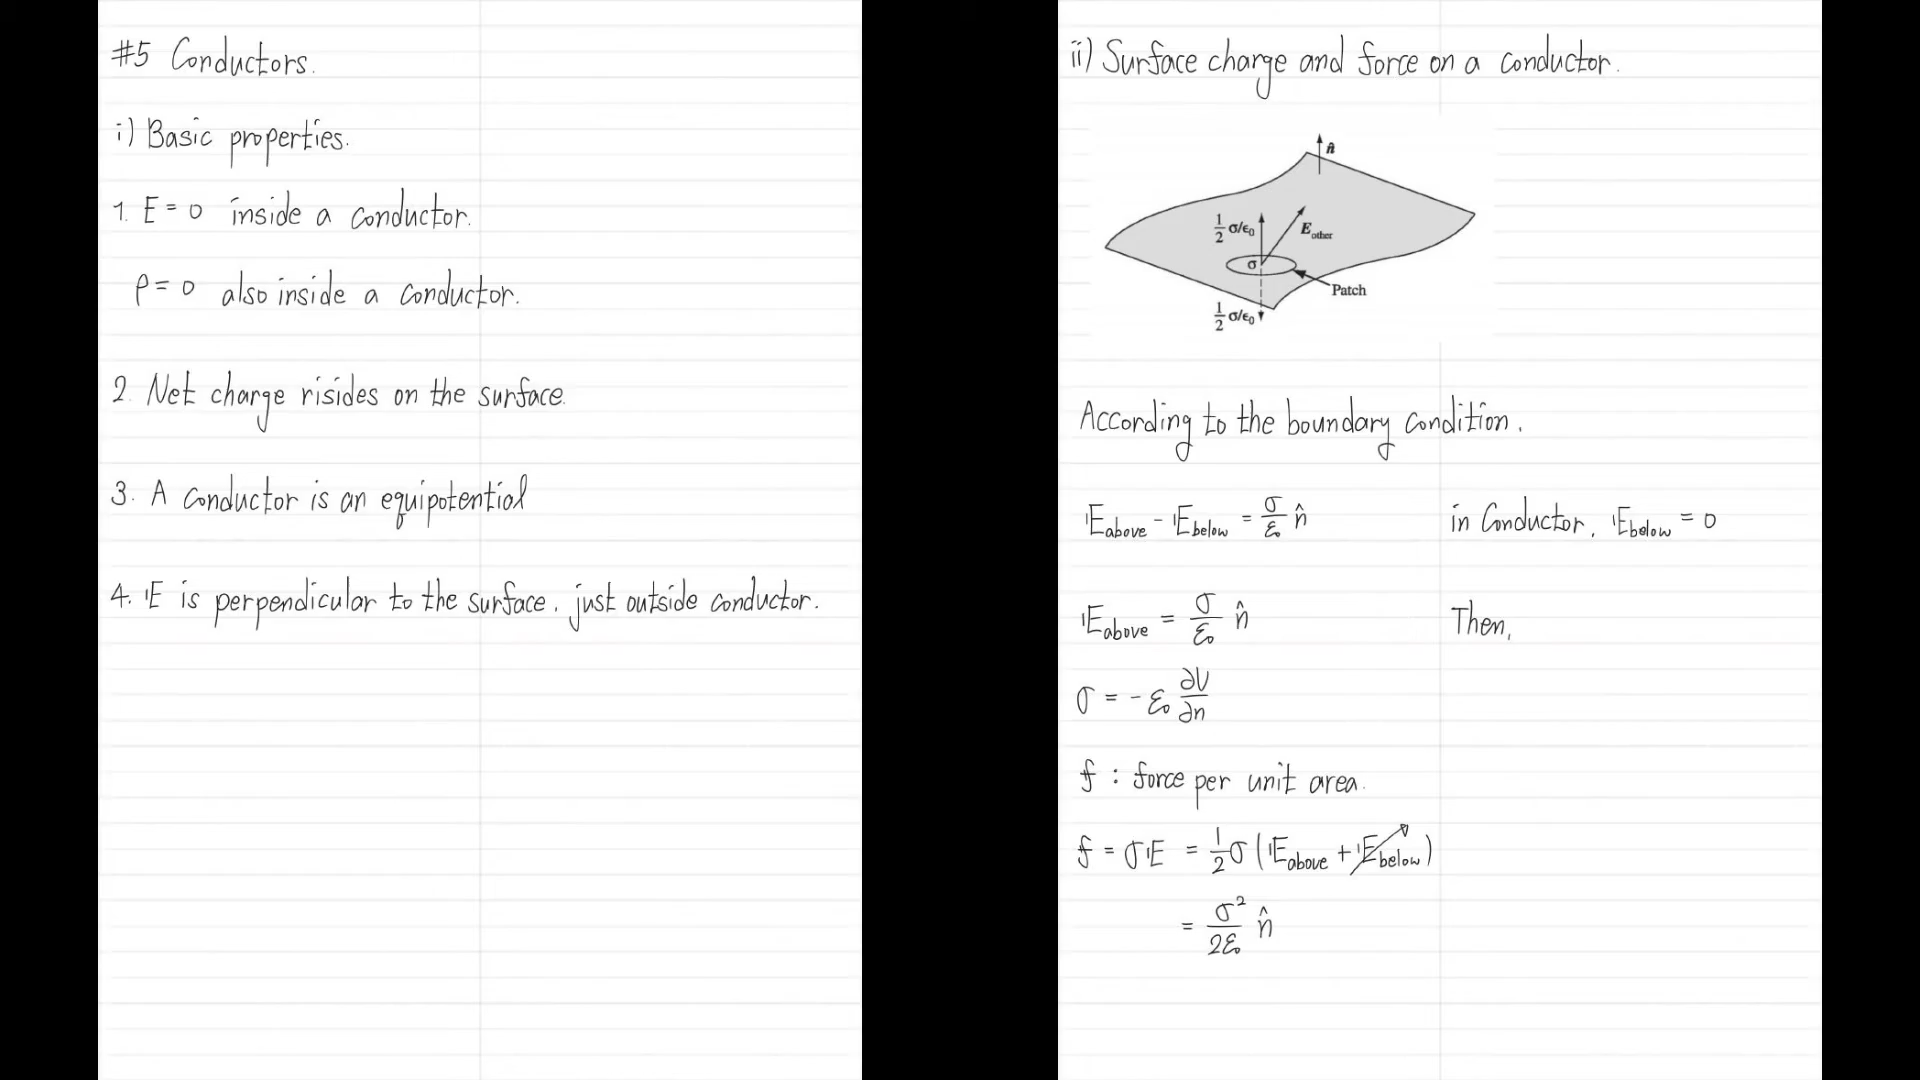 #5 Conductors.
i) Basic properties.
1. E = 0 inside a conductor.
ρ = 0 also inside a conductor.
2. Net charge risides on the surface.
3. A conductor is an equipotential
4. 𝔼 is perpendicular to the surface, just outside conductor.
ii) Surface charge and force on a conductor.
n̂
½ σ/ϵ₀
E_other
σ
Patch
½ σ/ϵ₀
According to the boundary condition,
𝔼_above - 𝔼_below = σ/ε₀ n̂ in Conductor, 𝔼_below = 0
𝔼_above = σ/ε₀ n̂ Then,
σ = -ε₀ ∂V/∂n
f : force per unit area.
f = σ𝔼 = ½σ(𝔼_above + 𝔼_below)
= σ²/2ε₀ n̂